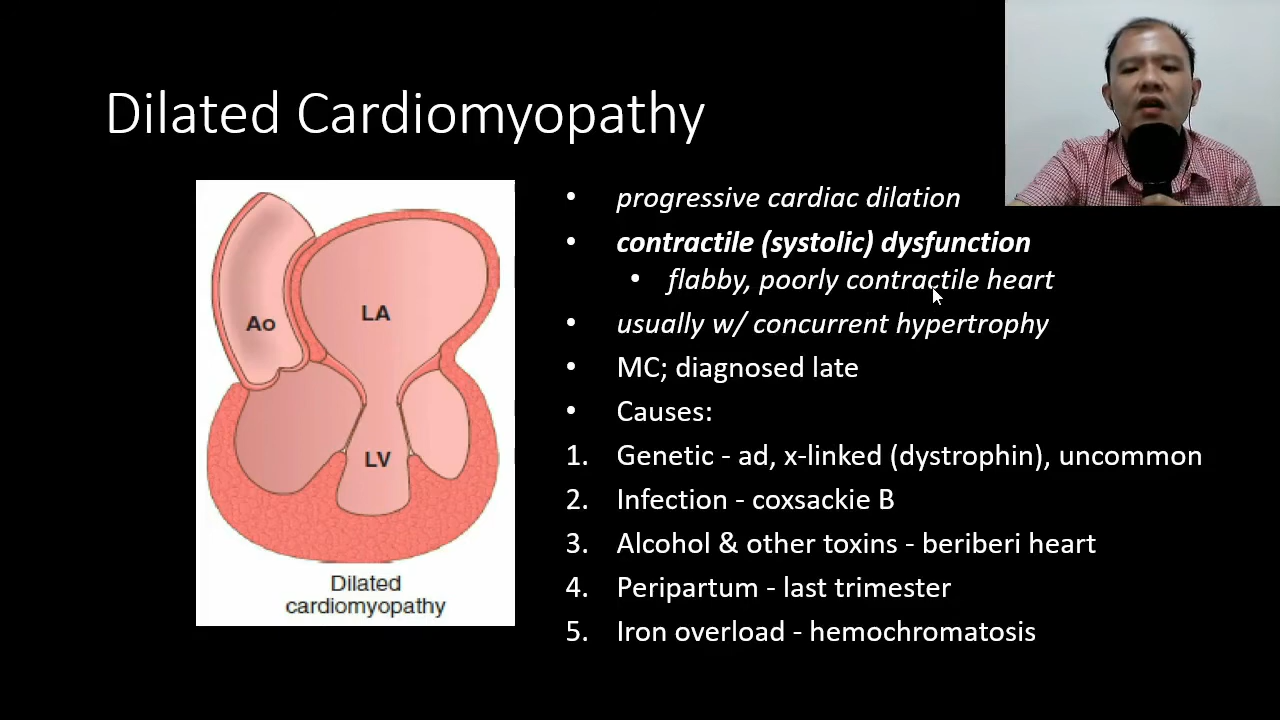 Dilated Cardiomyopathy
Ao
LA
LV
Dilated
cardiomyopathy
• progressive cardiac dilation
• contractile (systolic) dysfunction
• flabby, poorly contractile heart
• usually w/ concurrent hypertrophy
• MC; diagnosed late
• Causes:
1. Genetic - ad, x-linked (dystrophin), uncommon
2. Infection - coxsackie B
3. Alcohol & other toxins - beriberi heart
4. Peripartum - last trimester
5. Iron overload - hemochromatosis